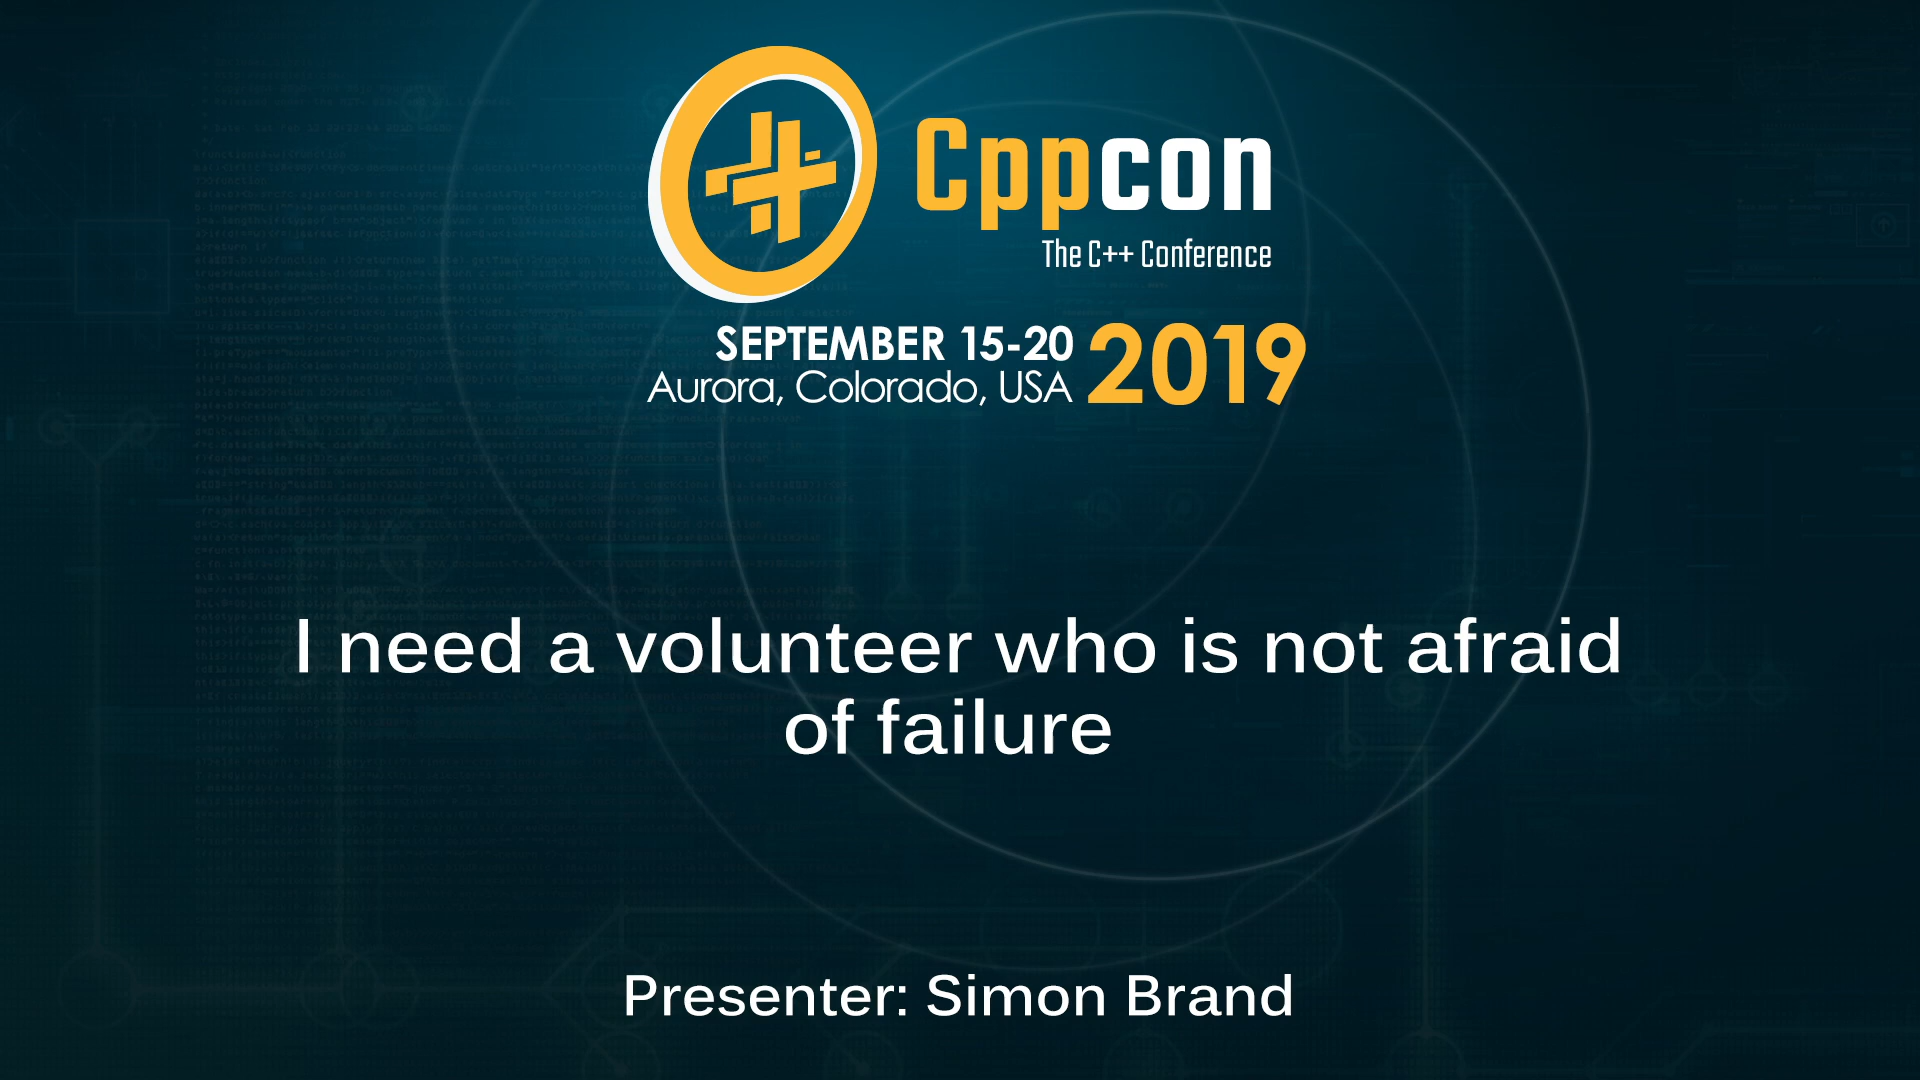 Cppcon
The C++ Conference
SEPTEMBER 15-20 2019
Aurora, Colorado, USA
I need a volunteer who is not afraid
of failure
Presenter: Simon Brand